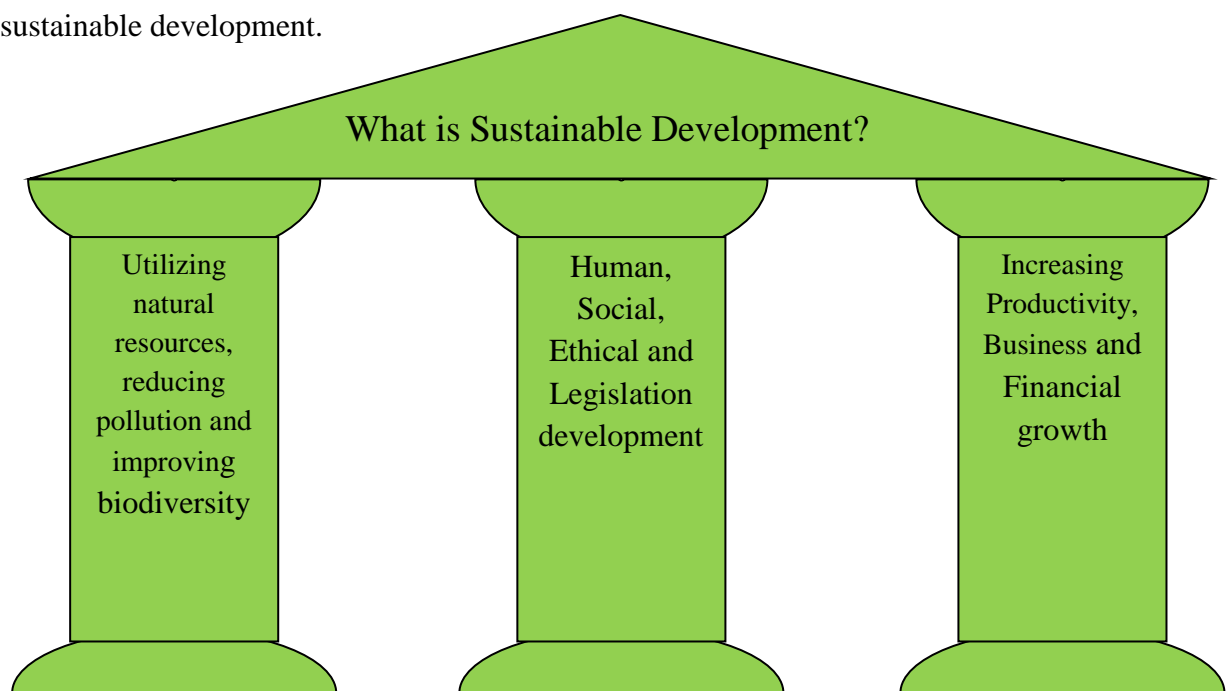 sustainable development.
What is Sustainable Development?
Utilizing
natural
resources,
reducing
pollution and
improving
biodiversity
Human,
Social,
Ethical and
Legislation
development
Increasing
Productivity,
Business and
Financial
growth